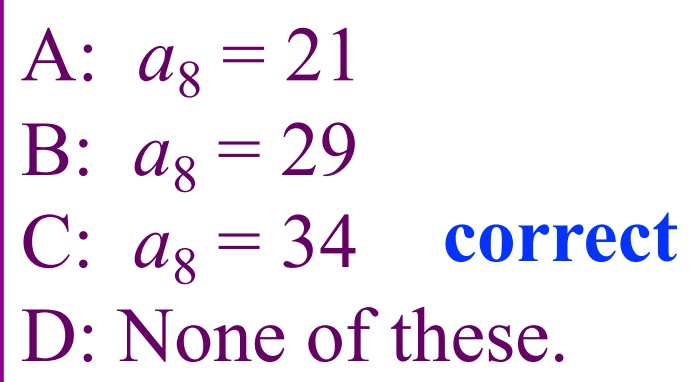 A: a₈ = 21
B: a₈ = 29
C: a₈ = 34 correct
D: None of these.